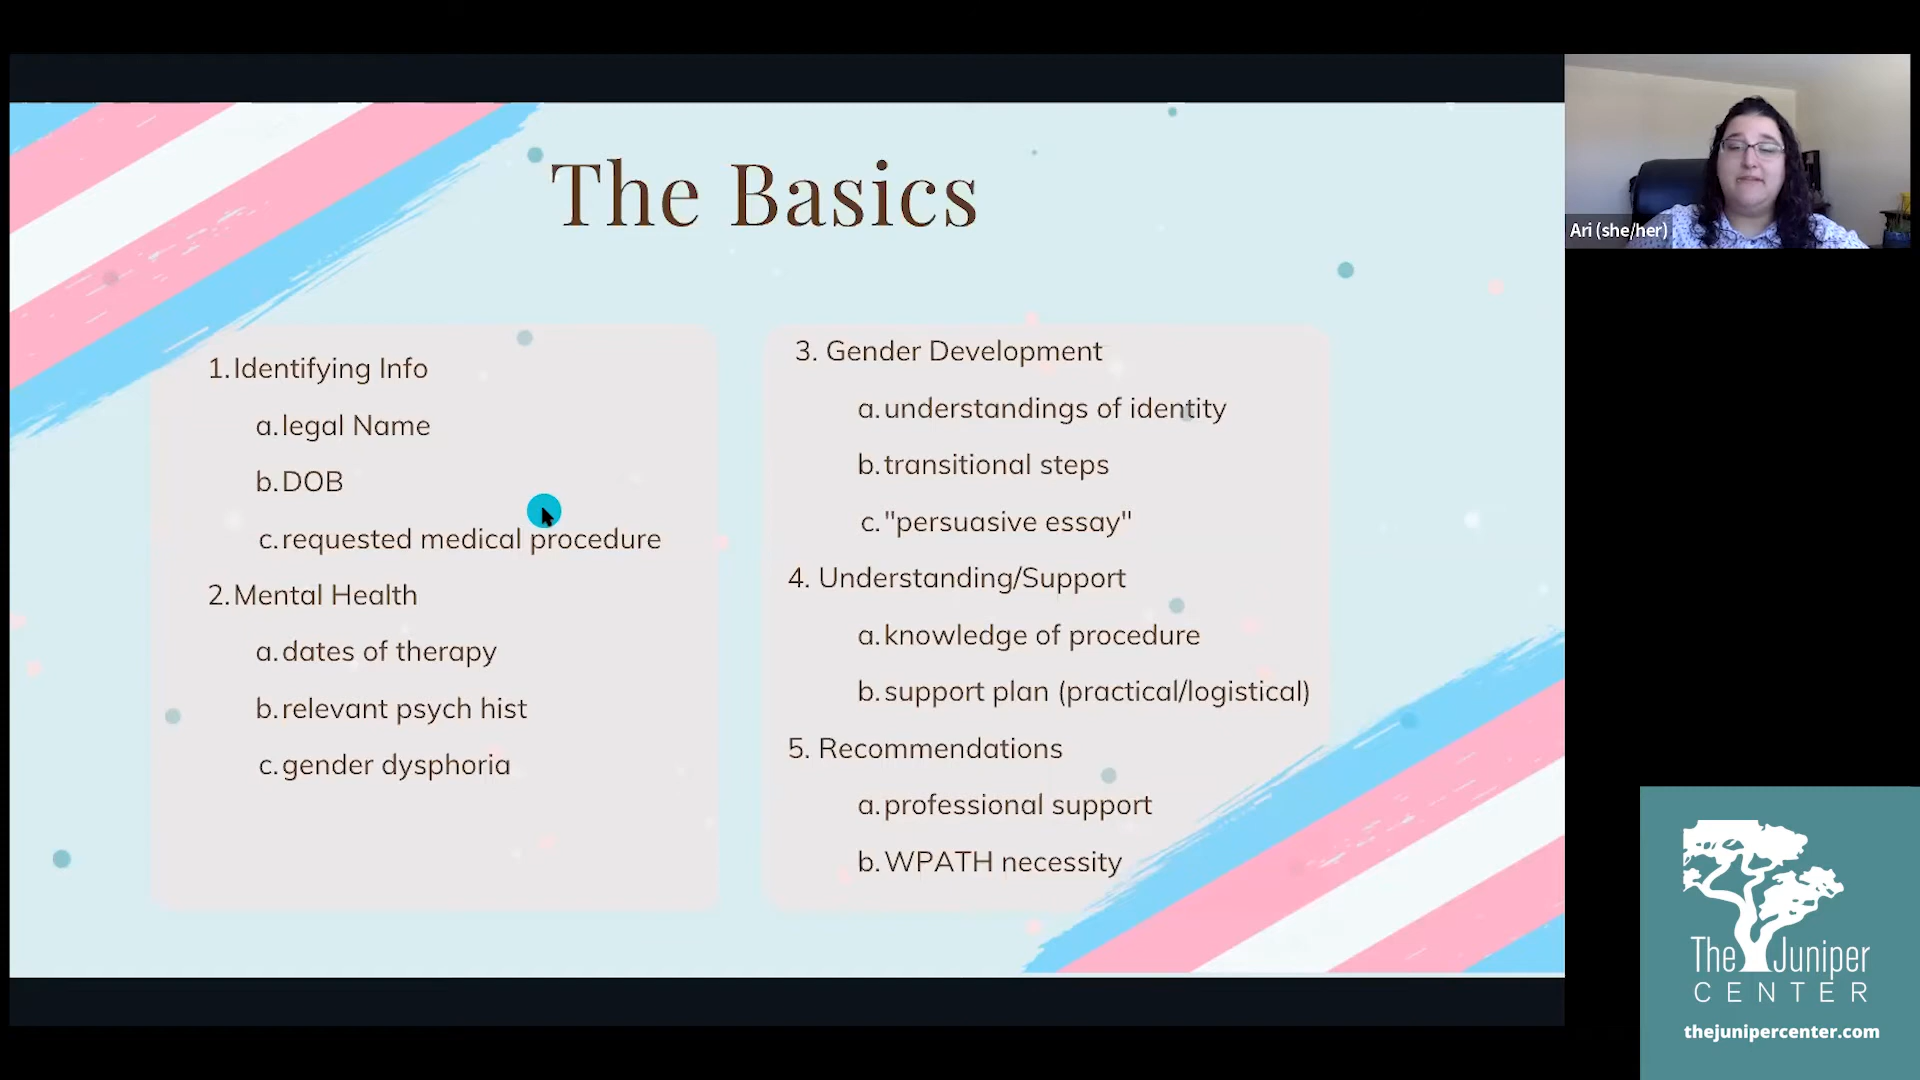 The Basics
1. Identifying Info
a. legal Name
b. DOB
c. requested medical procedure
2. Mental Health
a. dates of therapy
b. relevant psych hist
c. gender dysphoria
3. Gender Development
a. understandings of identity
b. transitional steps
c. "persuasive essay"
4. Understanding/Support
a. knowledge of procedure
b. support plan (practical/logistical)
5. Recommendations
a. professional support
b. WPATH necessity
Ari (she/her)
The Juniper
CENTER
thejunipercenter.com